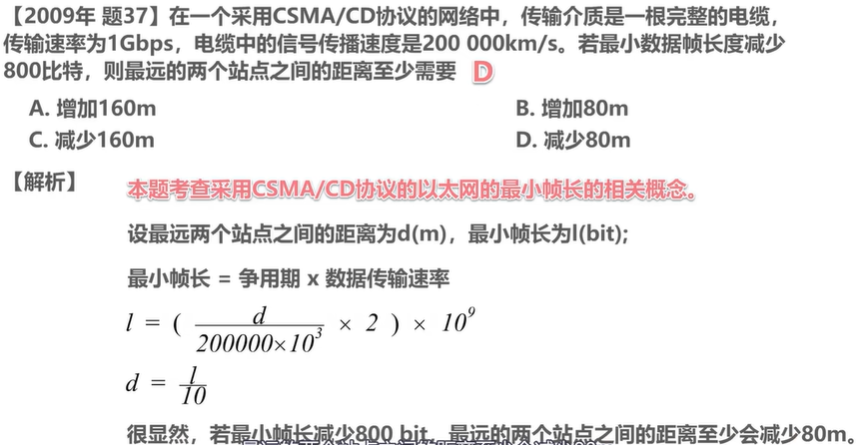 【2009年 题37】在一个采用CSMA/CD协议的网络中，传输介质是一根完整的电缆，
传输速率为1Gbps，电缆中的信号传播速度是200 000km/s。若最小数据帧长度减少
800比特，则最远的两个站点之间的距离至少需要 D
A. 增加160m B. 增加80m
C. 减少160m D. 减少80m
【解析】 本题考查采用CSMA/CD协议的以太网的最小帧长的相关概念。
设最远两个站点之间的距离为d(m)，最小帧长为l(bit);
最小帧长 = 争用期 x 数据传输速率
l = ( d / 200000×10³ × 2 ) × 10⁹
d = l / 10
很显然，若最小帧长减少800 bit，最远的两个站点之间的距离至少会减少80m。